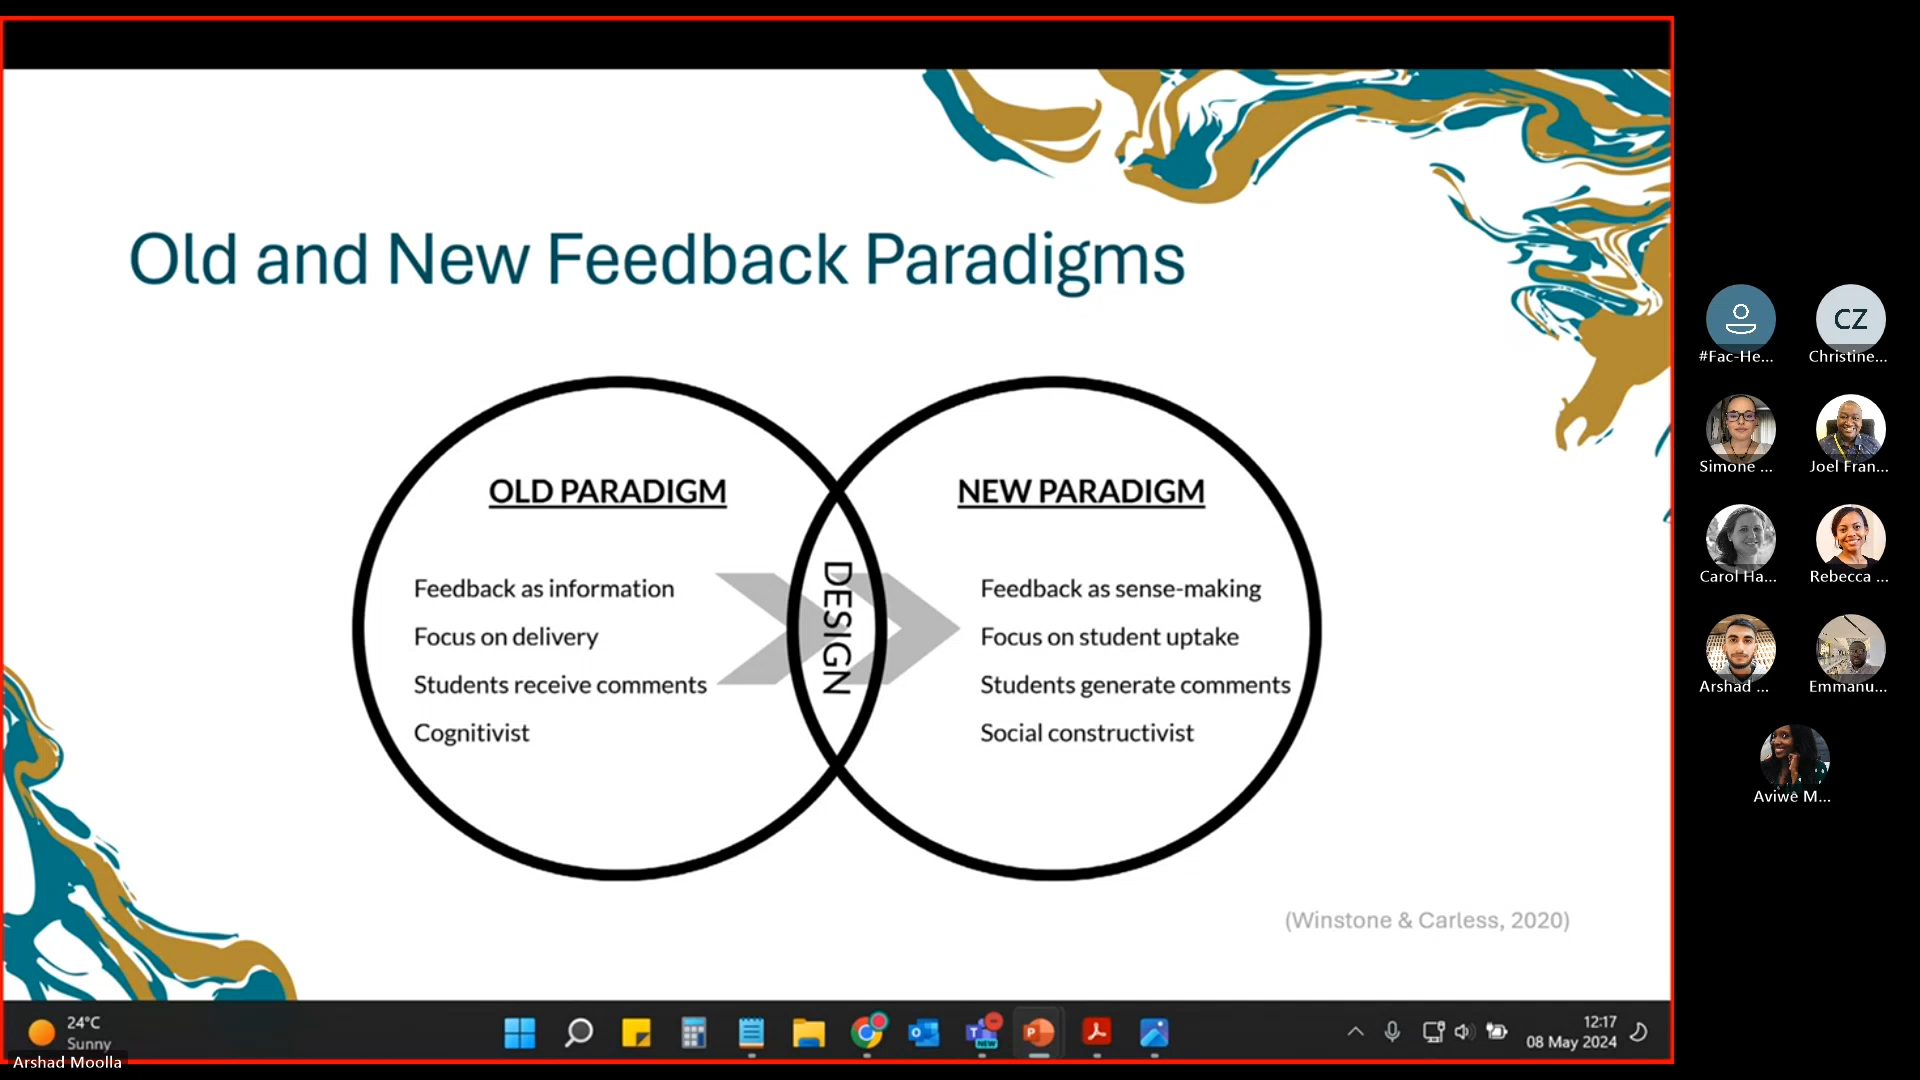 Old and New Feedback Paradigms
OLD PARADIGM
Feedback as information
Focus on delivery
Students receive comments
Cognitivist
DESIGN
NEW PARADIGM
Feedback as sense-making
Focus on student uptake
Students generate comments
Social constructivist
(Winstone & Carless, 2020)
#Fac-He...
CZ
Christine...
Simone ...
Joel Fran...
Carol Ha...
Rebecca ...
Arshad ...
Emmanu...
Aviwe M...
24°C
Sunny
NEW
12:17
08 May 2024
Arshad Moolla